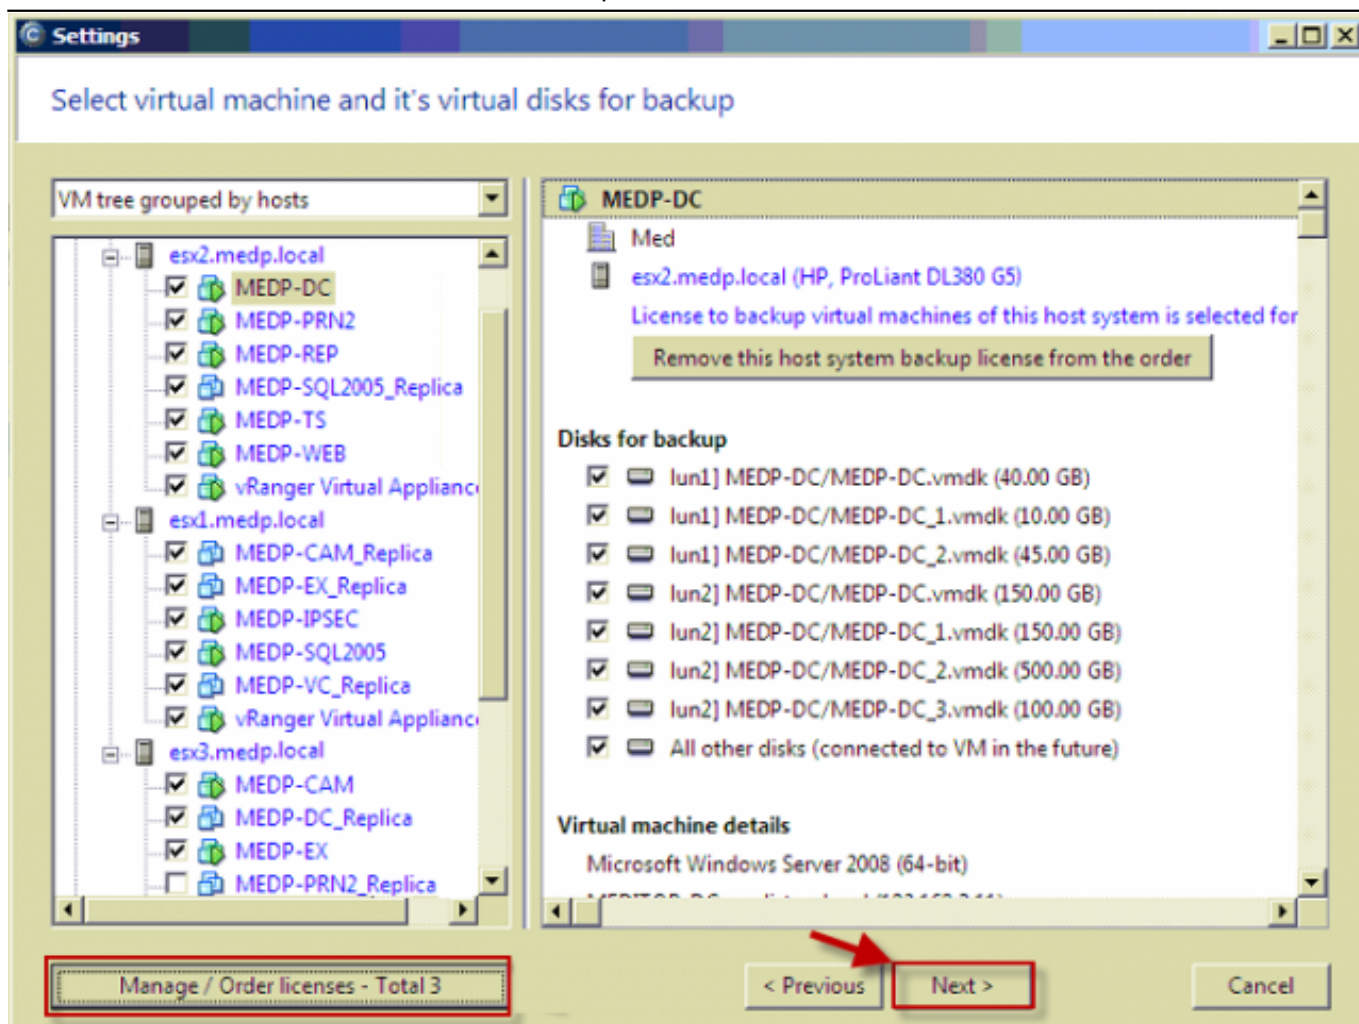 Settings
Select virtual machine and it's virtual disks for backup
VM tree grouped by hosts
esx2.medp.local
MEDP-DC
MEDP-PRN2
MEDP-REP
MEDP-SQL2005_Replica
MEDP-TS
MEDP-WEB
vRanger Virtual Applianc
esx1.medp.local
MEDP-CAM_Replica
MEDP-EX_Replica
MEDP-IPSEC
MEDP-SQL2005
MEDP-VC_Replica
vRanger Virtual Applianc
esx3.medp.local
MEDP-CAM
MEDP-DC_Replica
MEDP-EX
MEDP-PRN2_Replica
MEDP-DC
Med
esx2.medp.local (HP, ProLiant DL380 G5)
License to backup virtual machines of this host system is selected for
Remove this host system backup license from the order
Disks for backup
lun1] MEDP-DC/MEDP-DC.vmdk (40.00 GB)
lun1] MEDP-DC/MEDP-DC_1.vmdk (10.00 GB)
lun1] MEDP-DC/MEDP-DC_2.vmdk (45.00 GB)
lun2] MEDP-DC/MEDP-DC.vmdk (150.00 GB)
lun2] MEDP-DC/MEDP-DC_1.vmdk (150.00 GB)
lun2] MEDP-DC/MEDP-DC_2.vmdk (500.00 GB)
lun2] MEDP-DC/MEDP-DC_3.vmdk (100.00 GB)
All other disks (connected to VM in the future)
Virtual machine details
Microsoft Windows Server 2008 (64-bit)
Manage / Order licenses - Total 3
< Previous
Next >
Cancel